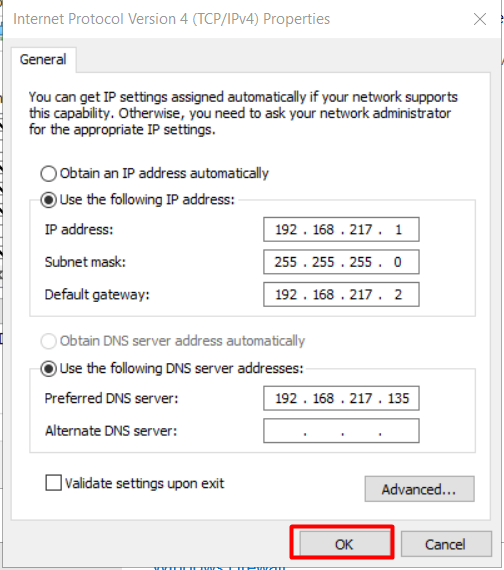 Internet Protocol Version 4 (TCP/IPv4) Properties
General
You can get IP settings assigned automatically if your network supports
this capability. Otherwise, you need to ask your network administrator
for the appropriate IP settings.
Obtain an IP address automatically
Use the following IP address:
IP address: 192 . 168 . 217 . 1
Subnet mask: 255 . 255 . 255 . 0
Default gateway: 192 . 168 . 217 . 2
Obtain DNS server address automatically
Use the following DNS server addresses:
Preferred DNS server: 192 . 168 . 217 . 135
Alternate DNS server: . . .
Validate settings upon exit
Advanced...
OK Cancel
Windows Firewall